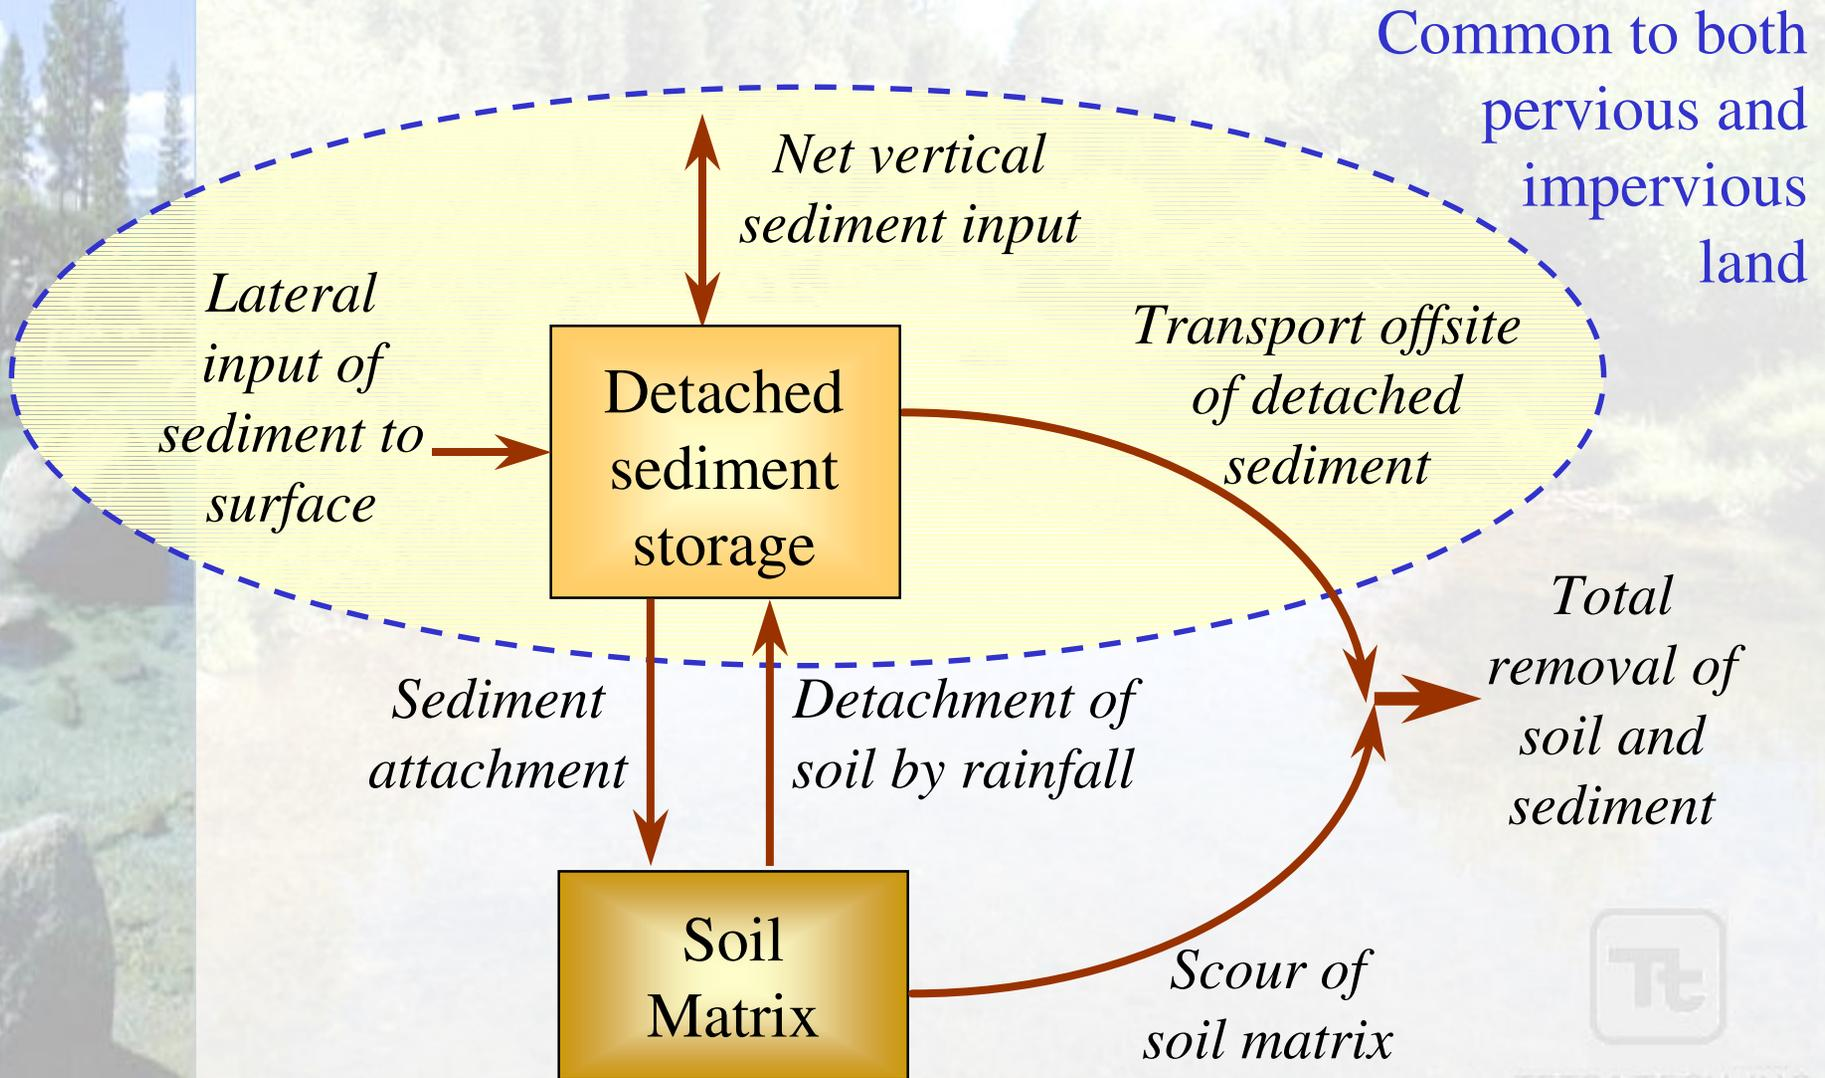 Common to both
pervious and
impervious
land
Net vertical
sediment input
Lateral
input of
sediment to
surface
Detached
sediment
storage
Transport offsite
of detached
sediment
Total
removal of
soil and
sediment
Sediment
attachment
Detachment of
soil by rainfall
Soil
Matrix
Scour of
soil matrix
Tt